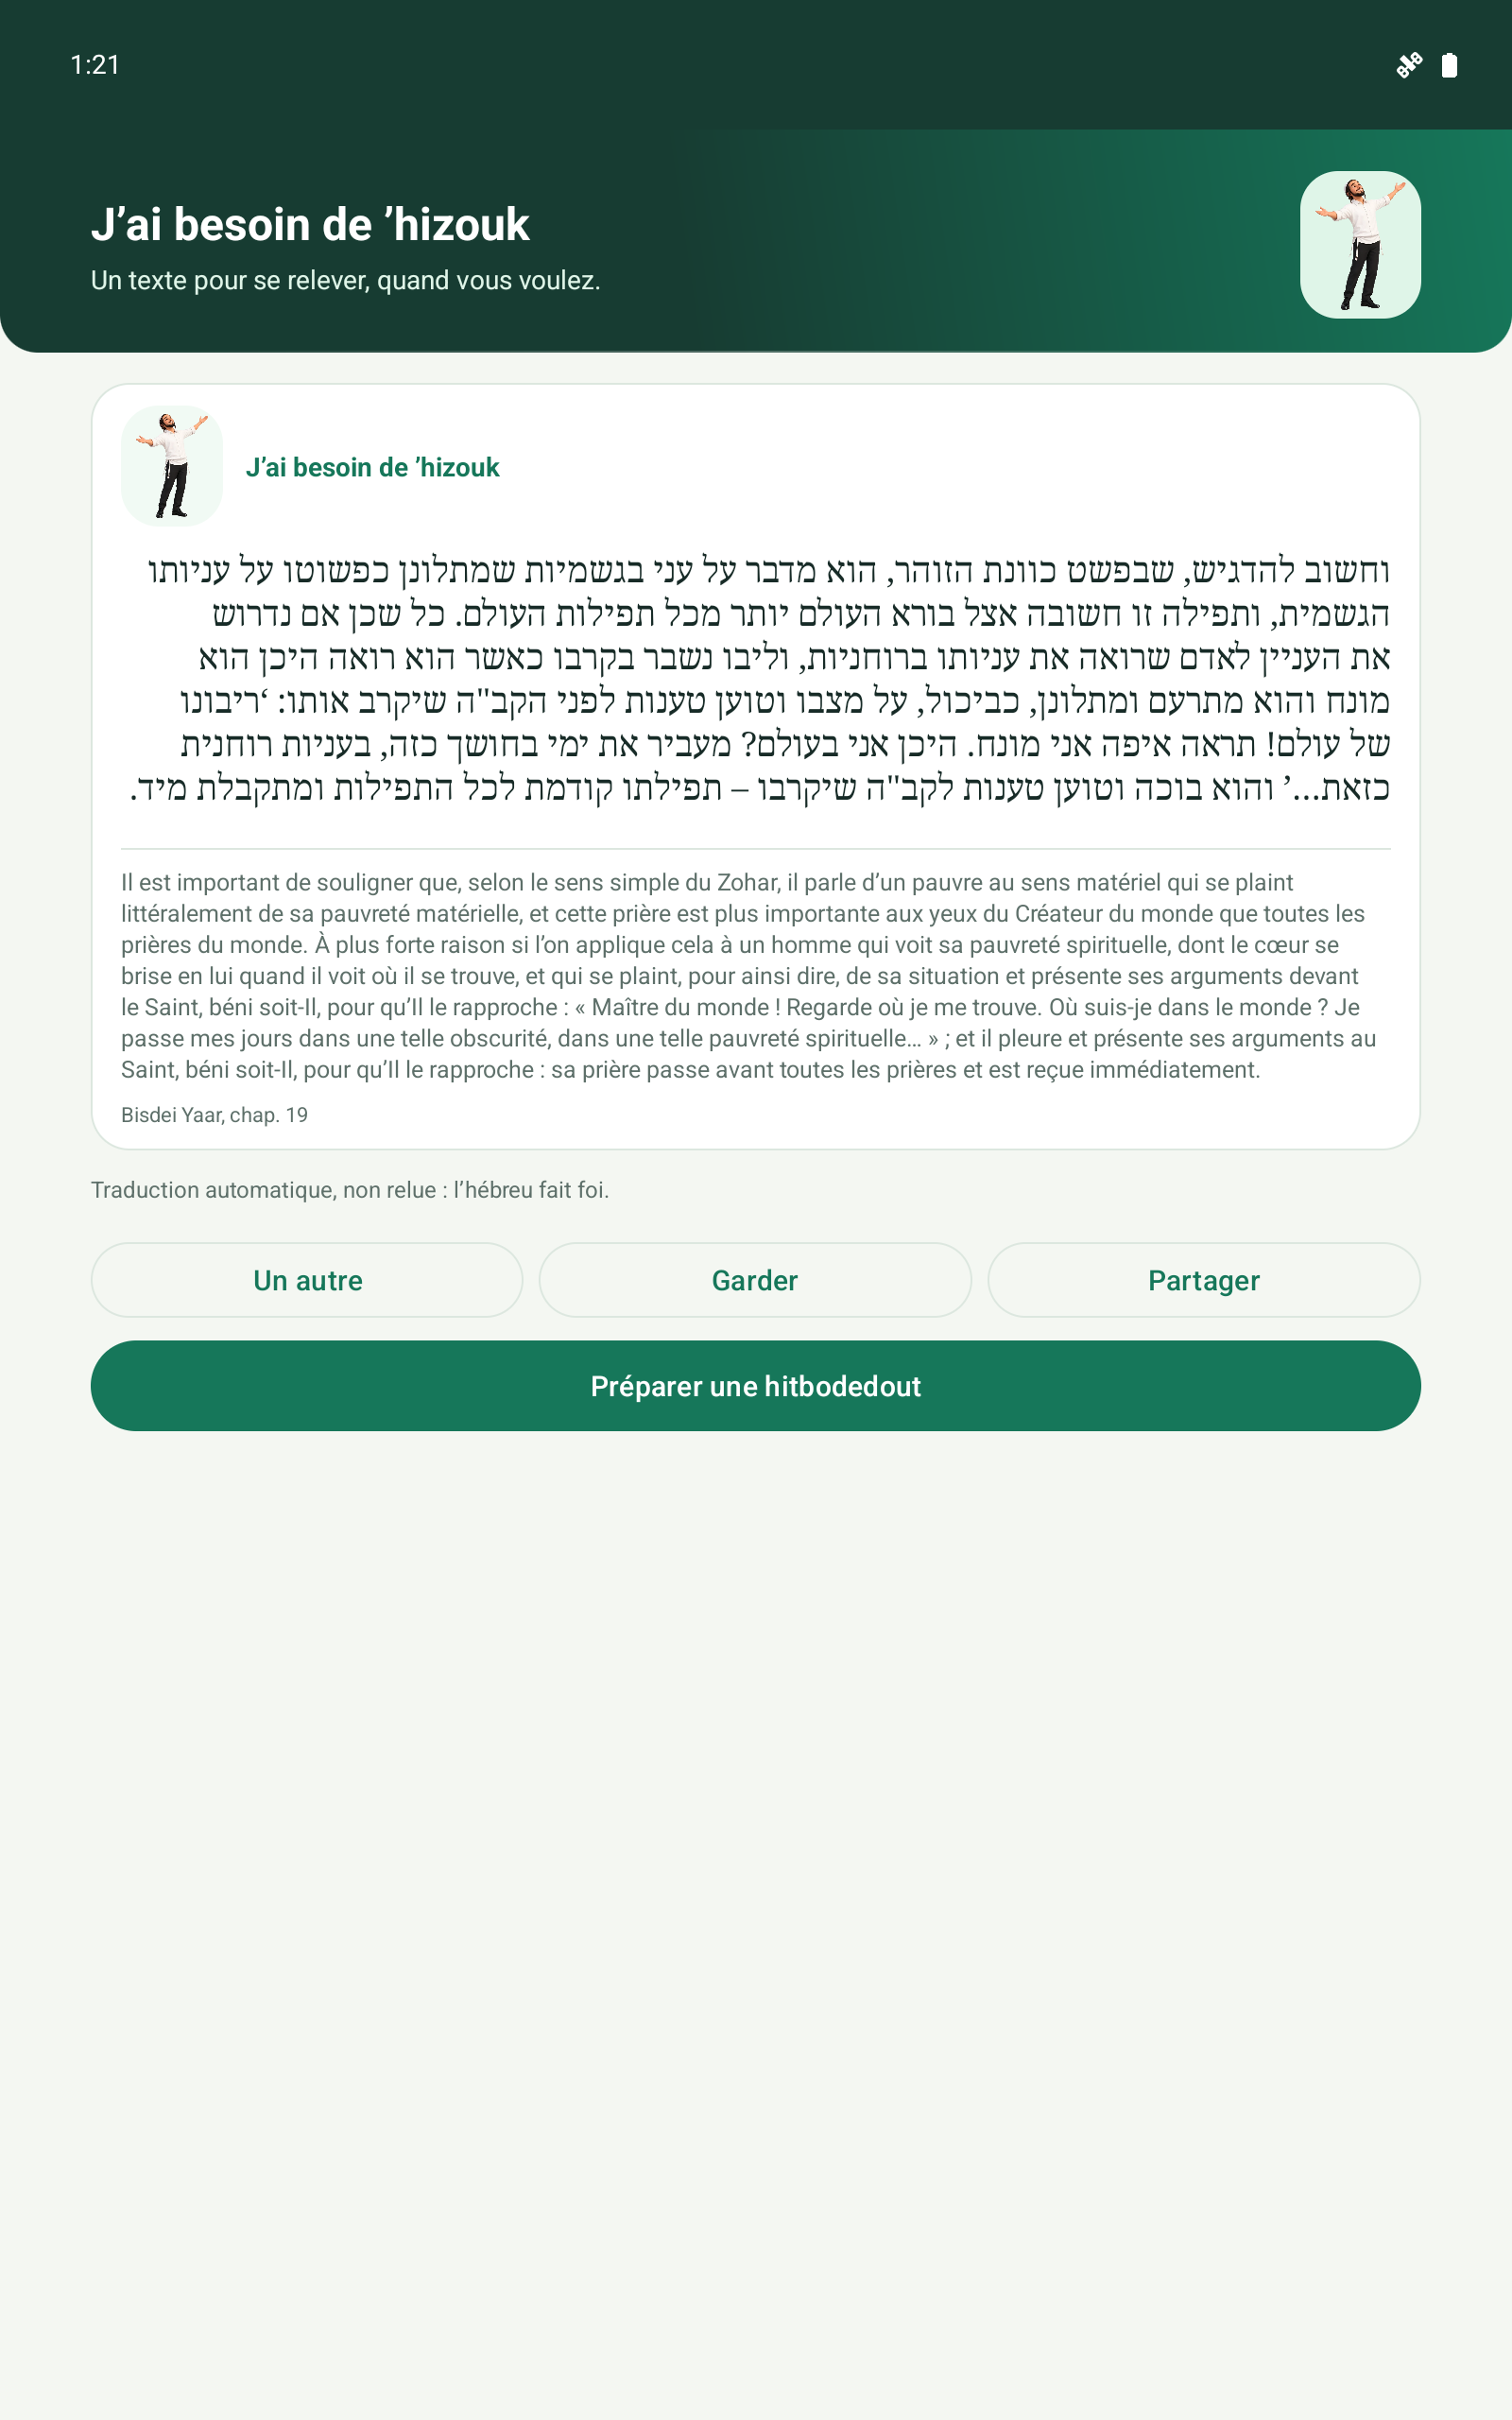 1:21
J’ai besoin de ’hizouk
Un texte pour se relever, quand vous voulez.
J’ai besoin de ’hizouk
וחשוב להדגיש, שבפשט כוונת הזוהר, הוא מדבר על עני בגשמיות שמתלונן כפשוטו על עניותו
הגשמית, ותפילה זו חשובה אצל בורא העולם יותר מכל תפילות העולם. כל שכן אם נדרוש
את העניין לאדם שרואה את עניותו ברוחניות, וליבו נשבר בקרבו כאשר הוא רואה היכן הוא
מונח והוא מתרעם ומתלונן, כביכול, על מצבו וטוען טענות לפני הקב"ה שיקרב אותו: ‘ריבונו
של עולם! תראה איפה אני מונח. היכן אני בעולם? מעביר את ימי בחושך כזה, בעניות רוחנית
כזאת…’ והוא בוכה וטוען טענות לקב"ה שיקרבו – תפילתו קודמת לכל התפילות ומתקבלת מיד.
Il est important de souligner que, selon le sens simple du Zohar, il parle d’un pauvre au sens matériel qui se plaint
littéralement de sa pauvreté matérielle, et cette prière est plus importante aux yeux du Créateur du monde que toutes les
prières du monde. À plus forte raison si l’on applique cela à un homme qui voit sa pauvreté spirituelle, dont le cœur se
brise en lui quand il voit où il se trouve, et qui se plaint, pour ainsi dire, de sa situation et présente ses arguments devant
le Saint, béni soit-Il, pour qu’Il le rapproche : « Maître du monde ! Regarde où je me trouve. Où suis-je dans le monde ? Je
passe mes jours dans une telle obscurité, dans une telle pauvreté spirituelle… » ; et il pleure et présente ses arguments au
Saint, béni soit-Il, pour qu’Il le rapproche : sa prière passe avant toutes les prières et est reçue immédiatement.
Bisdei Yaar, chap. 19
Traduction automatique, non relue : l’hébreu fait foi.
Un autre
Garder
Partager
Préparer une hitbodedout